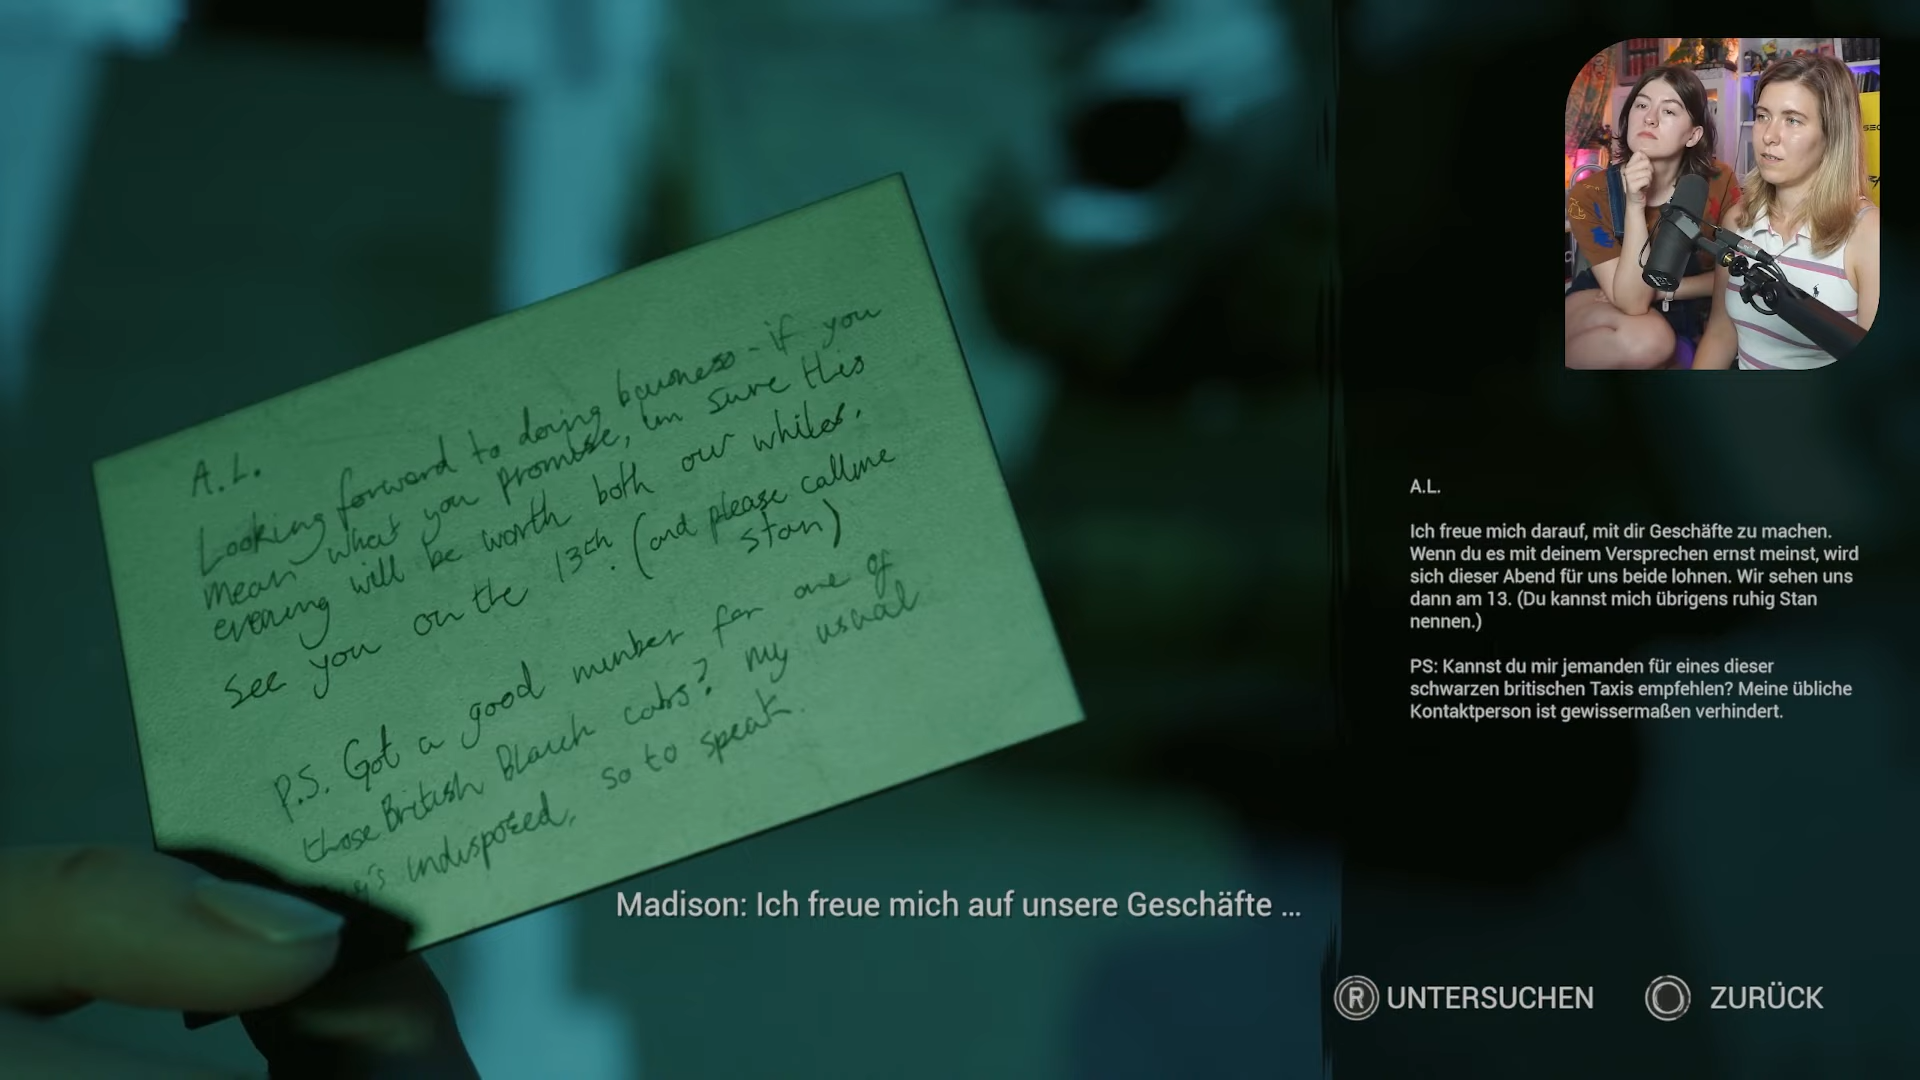 A.L.
Looking forward to doing business - if you
mean what you promise, im sure this
evening will be worth both our whiles.
See you on the 13th. (and please callme
Stan)
P.S. Got a good number for one of
those British Black cabs? My usual
indisposed, so to speak.
A.L.
Ich freue mich darauf, mit dir Geschäfte zu machen.
Wenn du es mit deinem Versprechen ernst meinst, wird
sich dieser Abend für uns beide lohnen. Wir sehen uns
dann am 13. (Du kannst mich übrigens ruhig Stan
nennen.)
PS: Kannst du mir jemanden für eines dieser
schwarzen britischen Taxis empfehlen? Meine übliche
Kontaktperson ist gewissermaßen verhindert.
Madison: Ich freue mich auf unsere Geschäfte ...
R UNTERSUCHEN
ZURÜCK